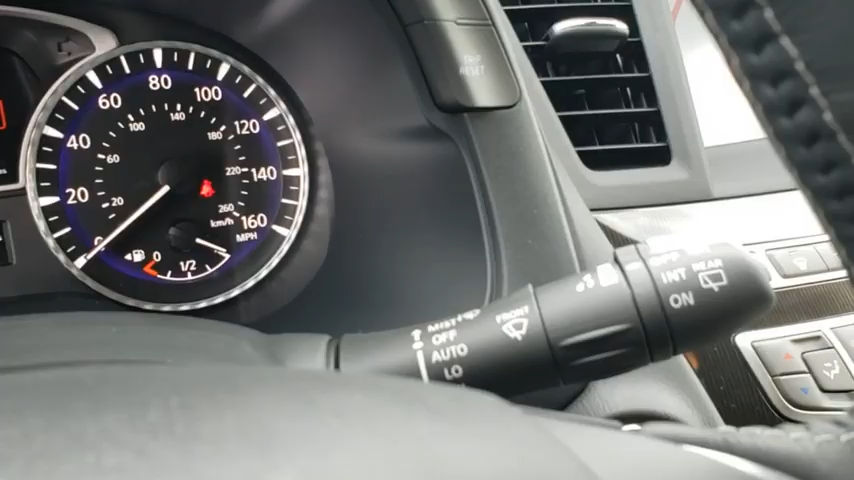 80
60
100
100
140
40
120
180
60
220
140
20
20
260
160
km/h
MPH
0
0
1/2
TRIP
RESET
OFF
INT
REAR
ON
FRONT
MIST
OFF
AUTO
LO